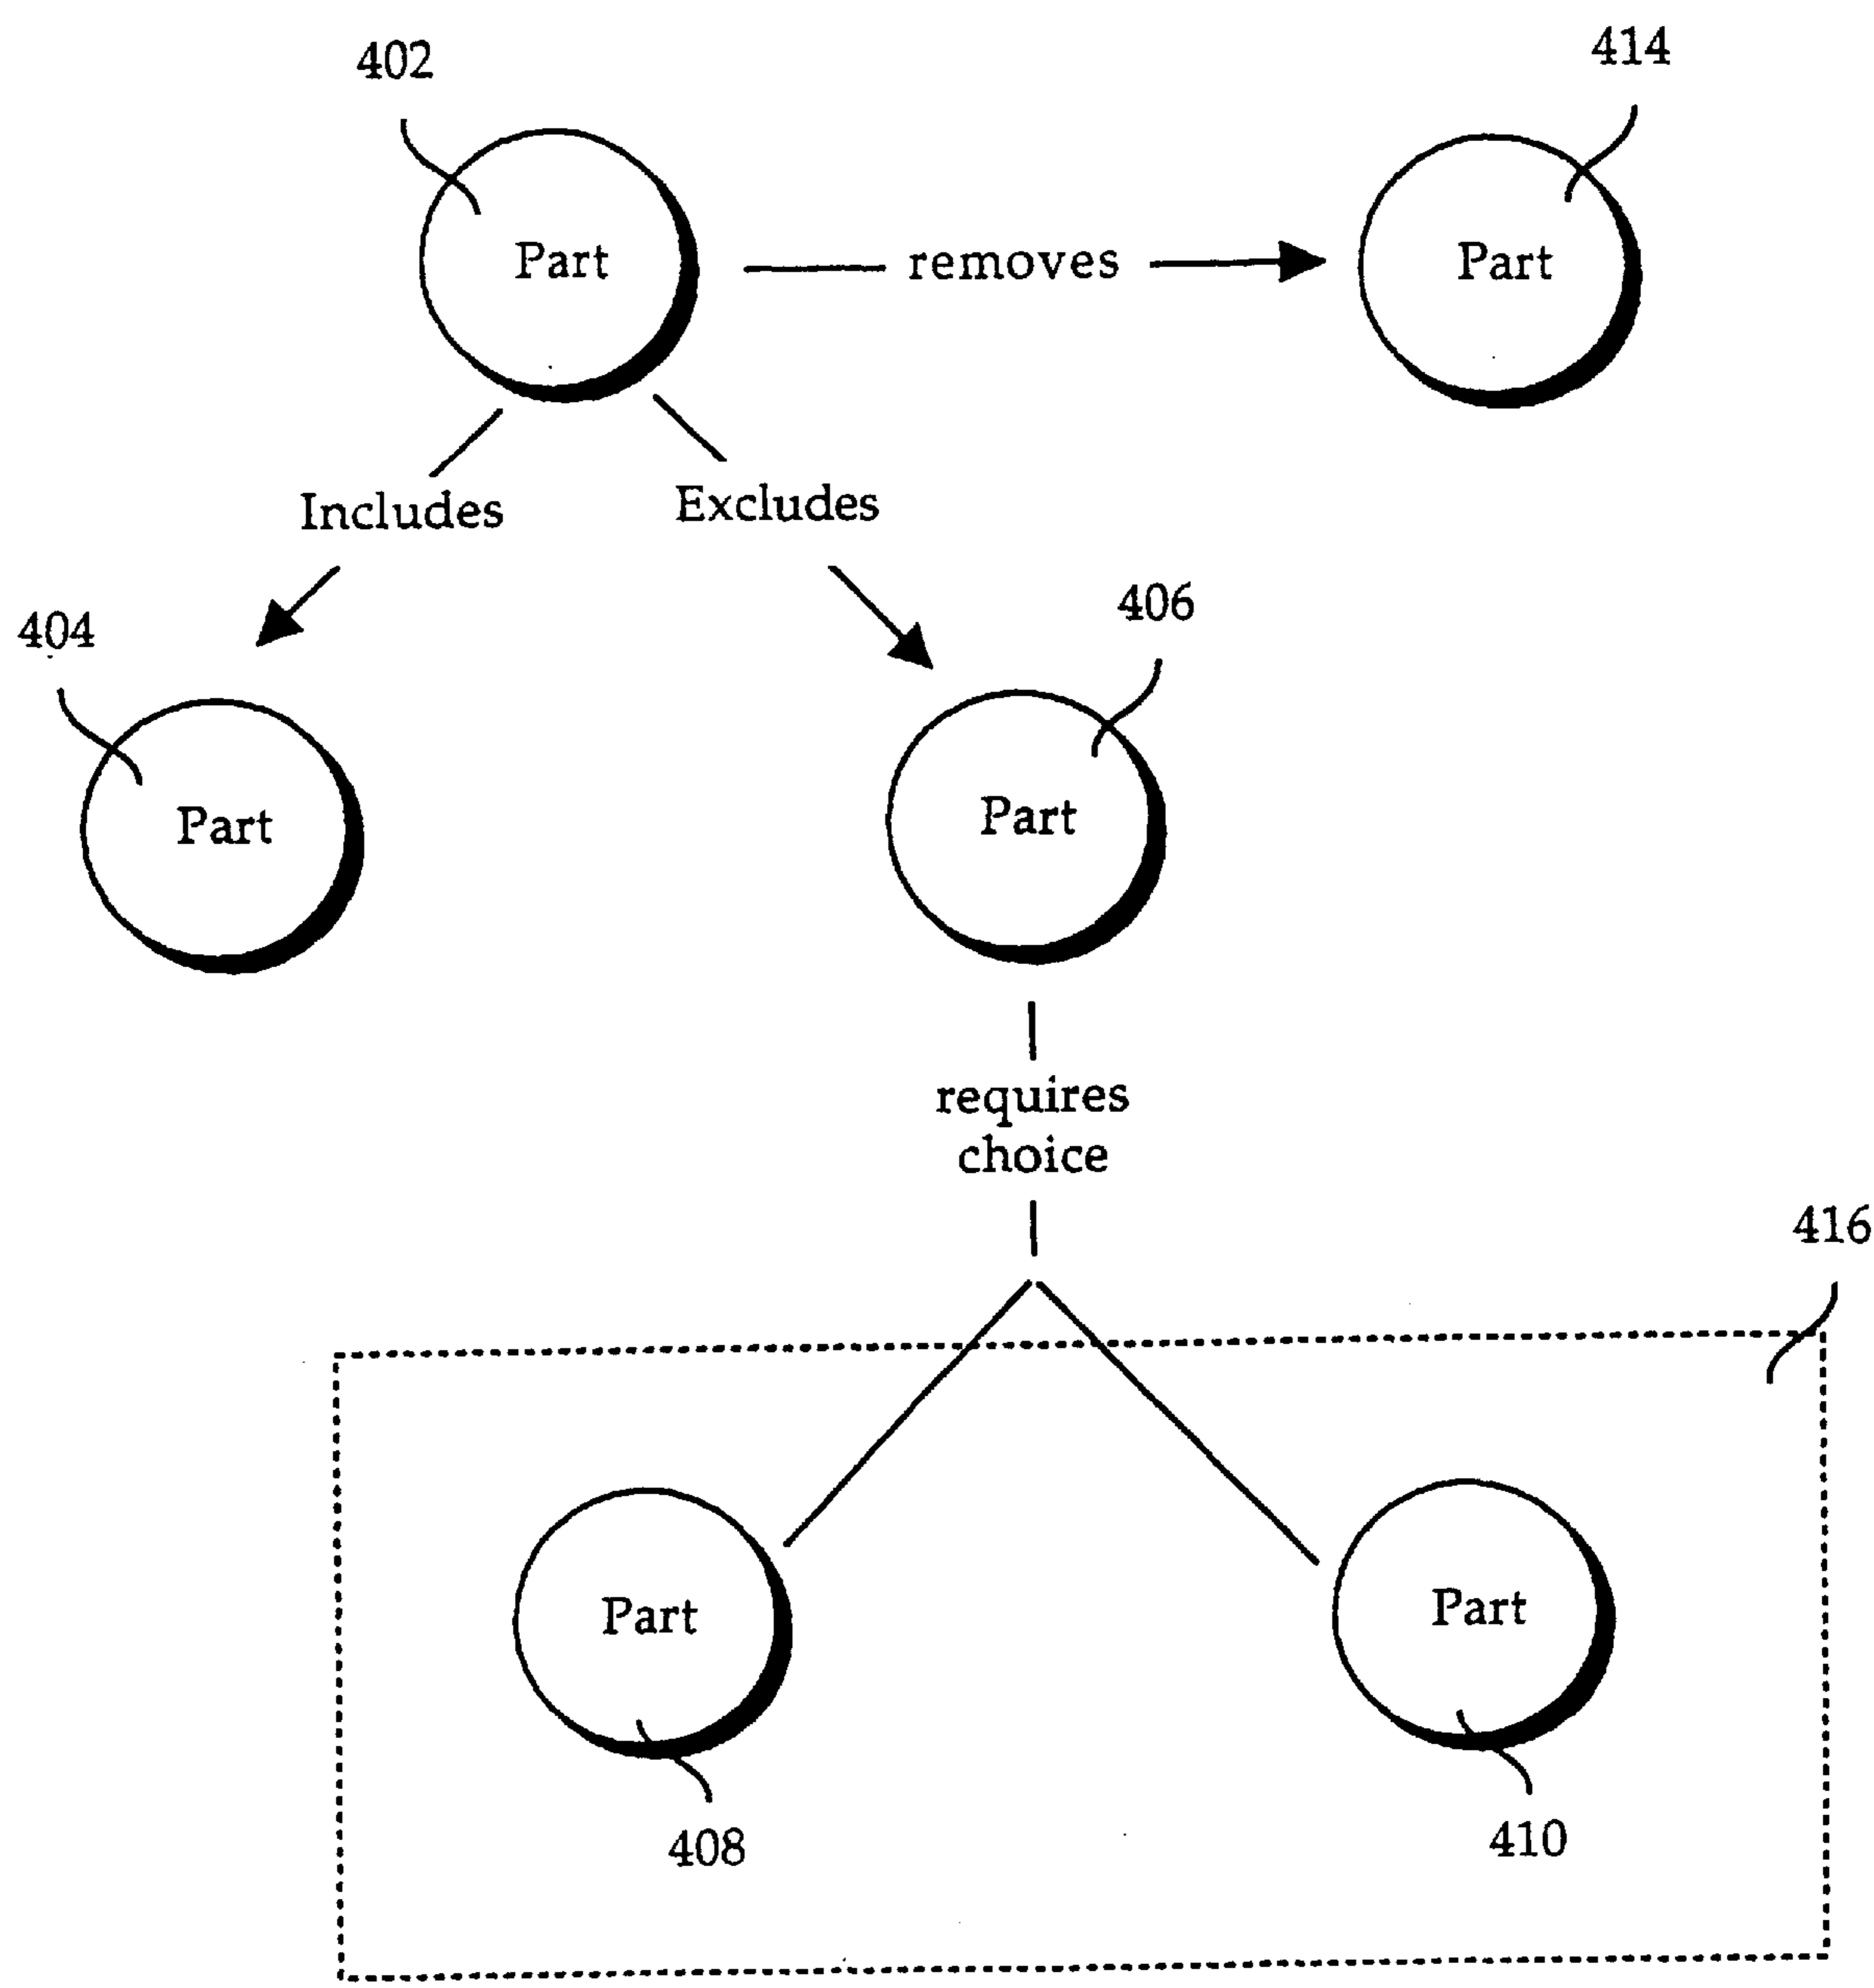 402
414
Part
removes
Part
Includes
Excludes
404
406
Part
Part
requires
choice
416
Part
Part
408
410